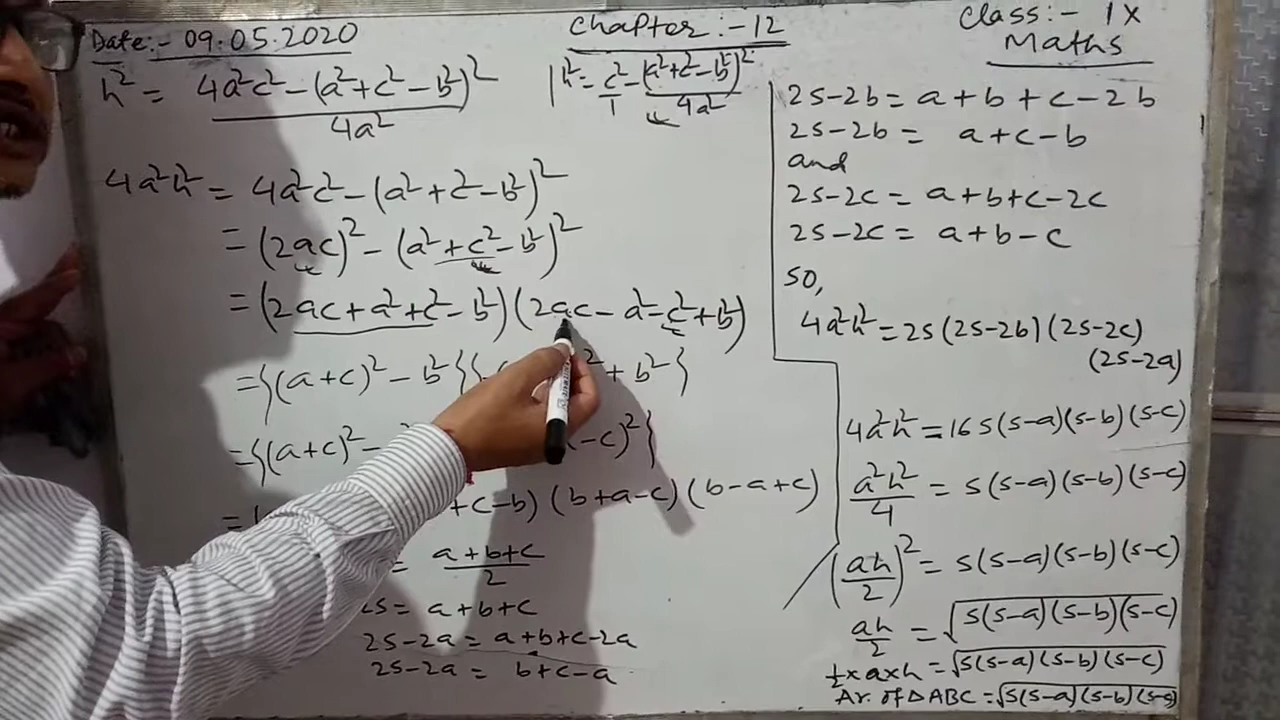 Date:- 09.05.2020
Chapter :-12
Class:- IX
Maths
h² = 4a²c² - (a²+c²-b²)² / 4a²
h² = c²/1 - (a²+c²-b²)² / 4a²
4a²h² = 4a²c² - (a²+c²-b²)²
= (2ac)² - (a²+c²-b²)²
= (2ac+a²+c²-b²)(2ac-a²-c²+b²)
={(a+c)²-b²}{ ² + b²}
={(a+c)²- -c)²}
= +c-b)(b+a-c)(b-a+c)
= a+b+c / 2
2s = a+b+c
2s-2a = a+b+c-2a
2s-2a = b+c-a
2s-2b = a+b+c-2b
2s-2b = a+c-b
and
2s-2c = a+b+c-2c
2s-2c = a+b-c
so,
4a²h² = 2s(2s-2b)(2s-2c)
(2s-2a)
4a²h² = 16s(s-a)(s-b)(s-c)
a²h²/4 = s(s-a)(s-b)(s-c)
(ah/2)² = s(s-a)(s-b)(s-c)
ah/2 = √s(s-a)(s-b)(s-c)
½×a×h = √s(s-a)(s-b)(s-c)
Ar. of △ABC = √s(s-a)(s-b)(s-c)